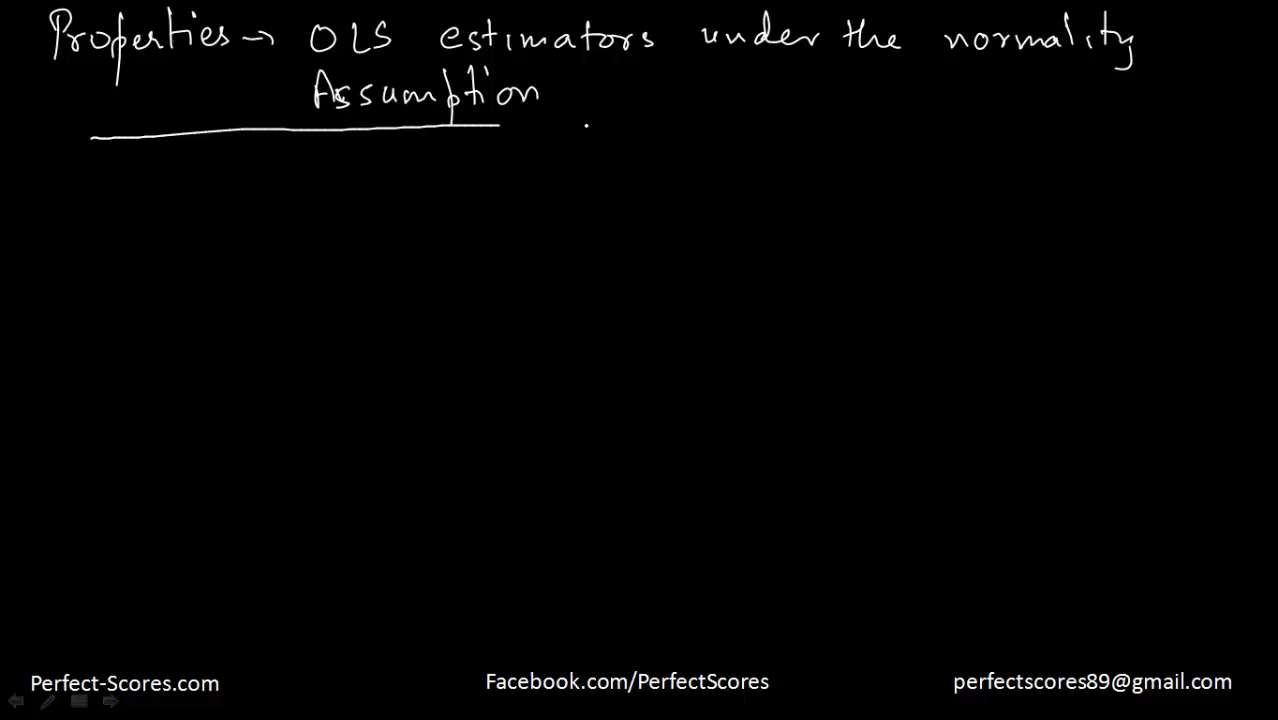 Properties → OLS estimators under the normality
Assumption
Perfect-Scores.com
Facebook.com/PerfectScores
perfectscores89@gmail.com